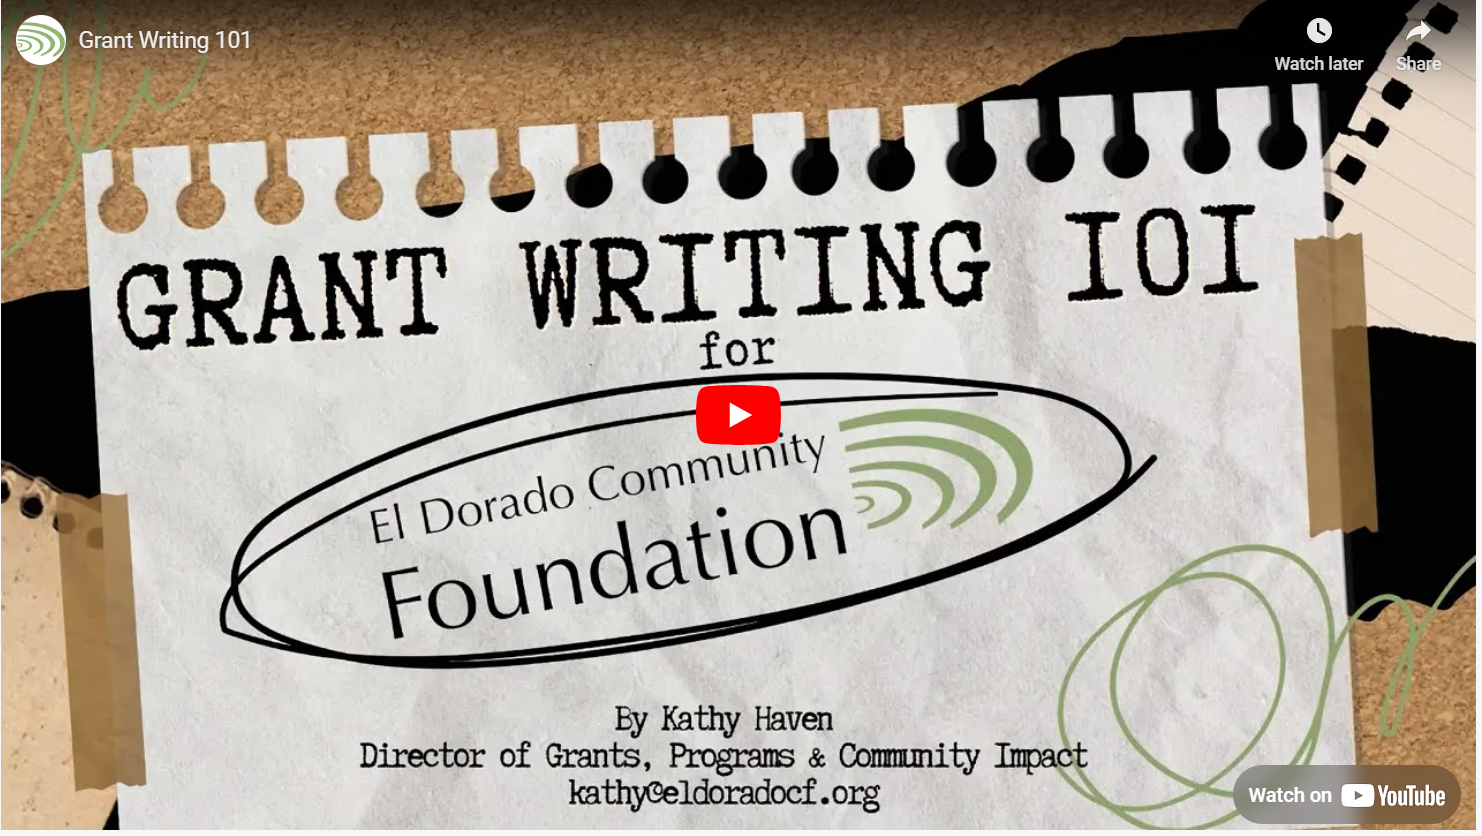 Grant Writing 101
Watch later
Share
GRANT WRITING 101
for
El Dorado Community
Foundation
By Kathy Haven
Director of Grants, Programs & Community Impact
kathy@eldoradocf.org
Watch on YouTube